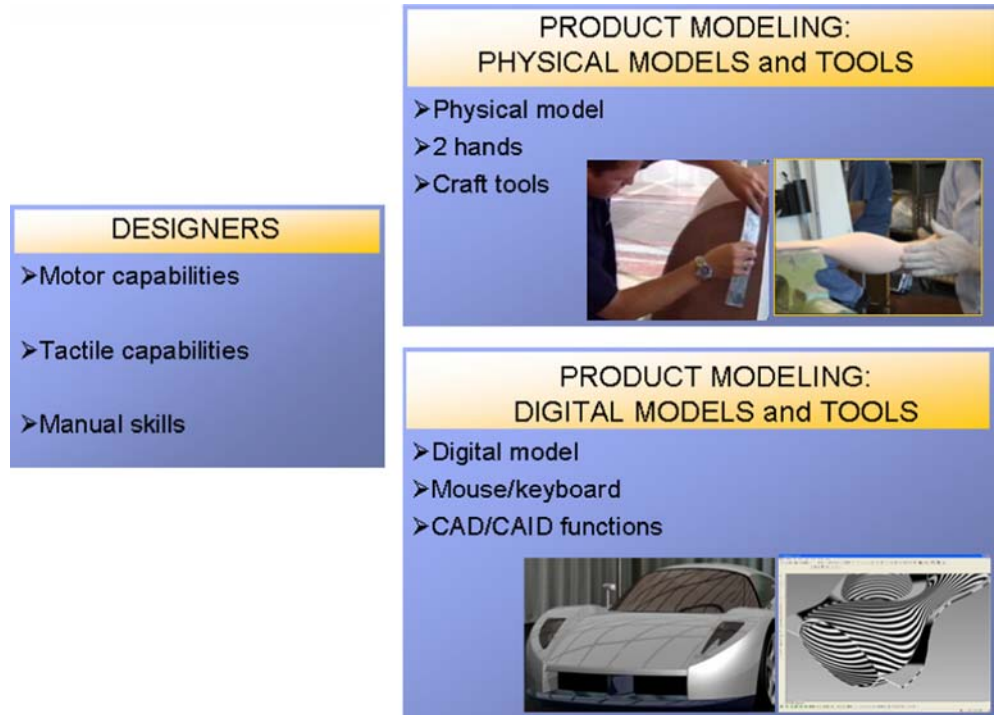 PRODUCT MODELING:
PHYSICAL MODELS and TOOLS
➢Physical model
➢2 hands
➢Craft tools
DESIGNERS
➢Motor capabilities
➢Tactile capabilities
➢Manual skills
PRODUCT MODELING:
DIGITAL MODELS and TOOLS
➢Digital model
➢Mouse/keyboard
➢CAD/CAID functions